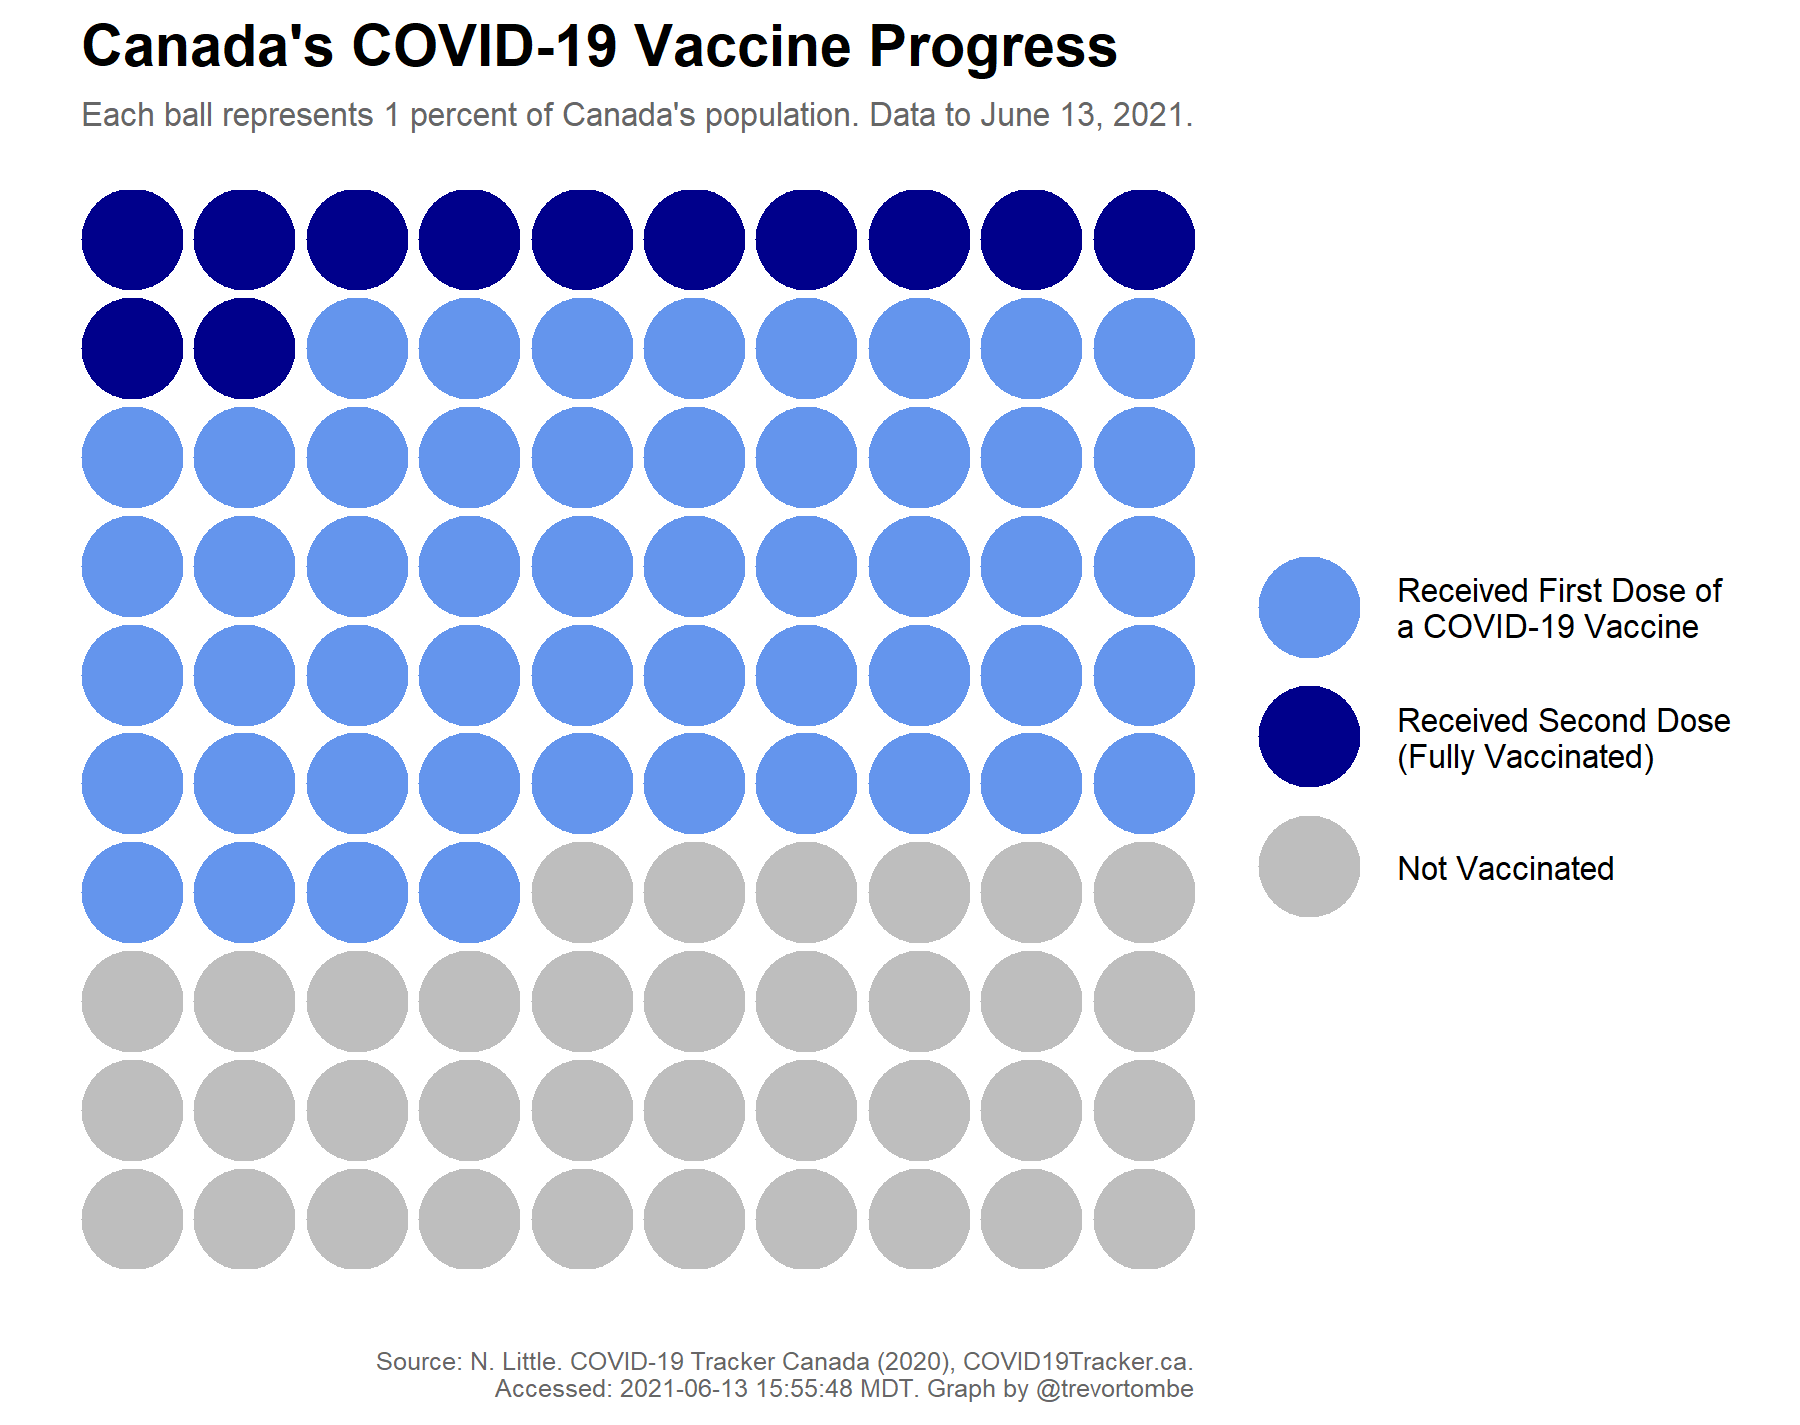 Canada's COVID-19 Vaccine Progress
Each ball represents 1 percent of Canada's population. Data to June 13, 2021.
Received First Dose of
a COVID-19 Vaccine
Received Second Dose
(Fully Vaccinated)
Not Vaccinated
Source: N. Little. COVID-19 Tracker Canada (2020), COVID19Tracker.ca.
Accessed: 2021-06-13 15:55:48 MDT. Graph by @trevortombe